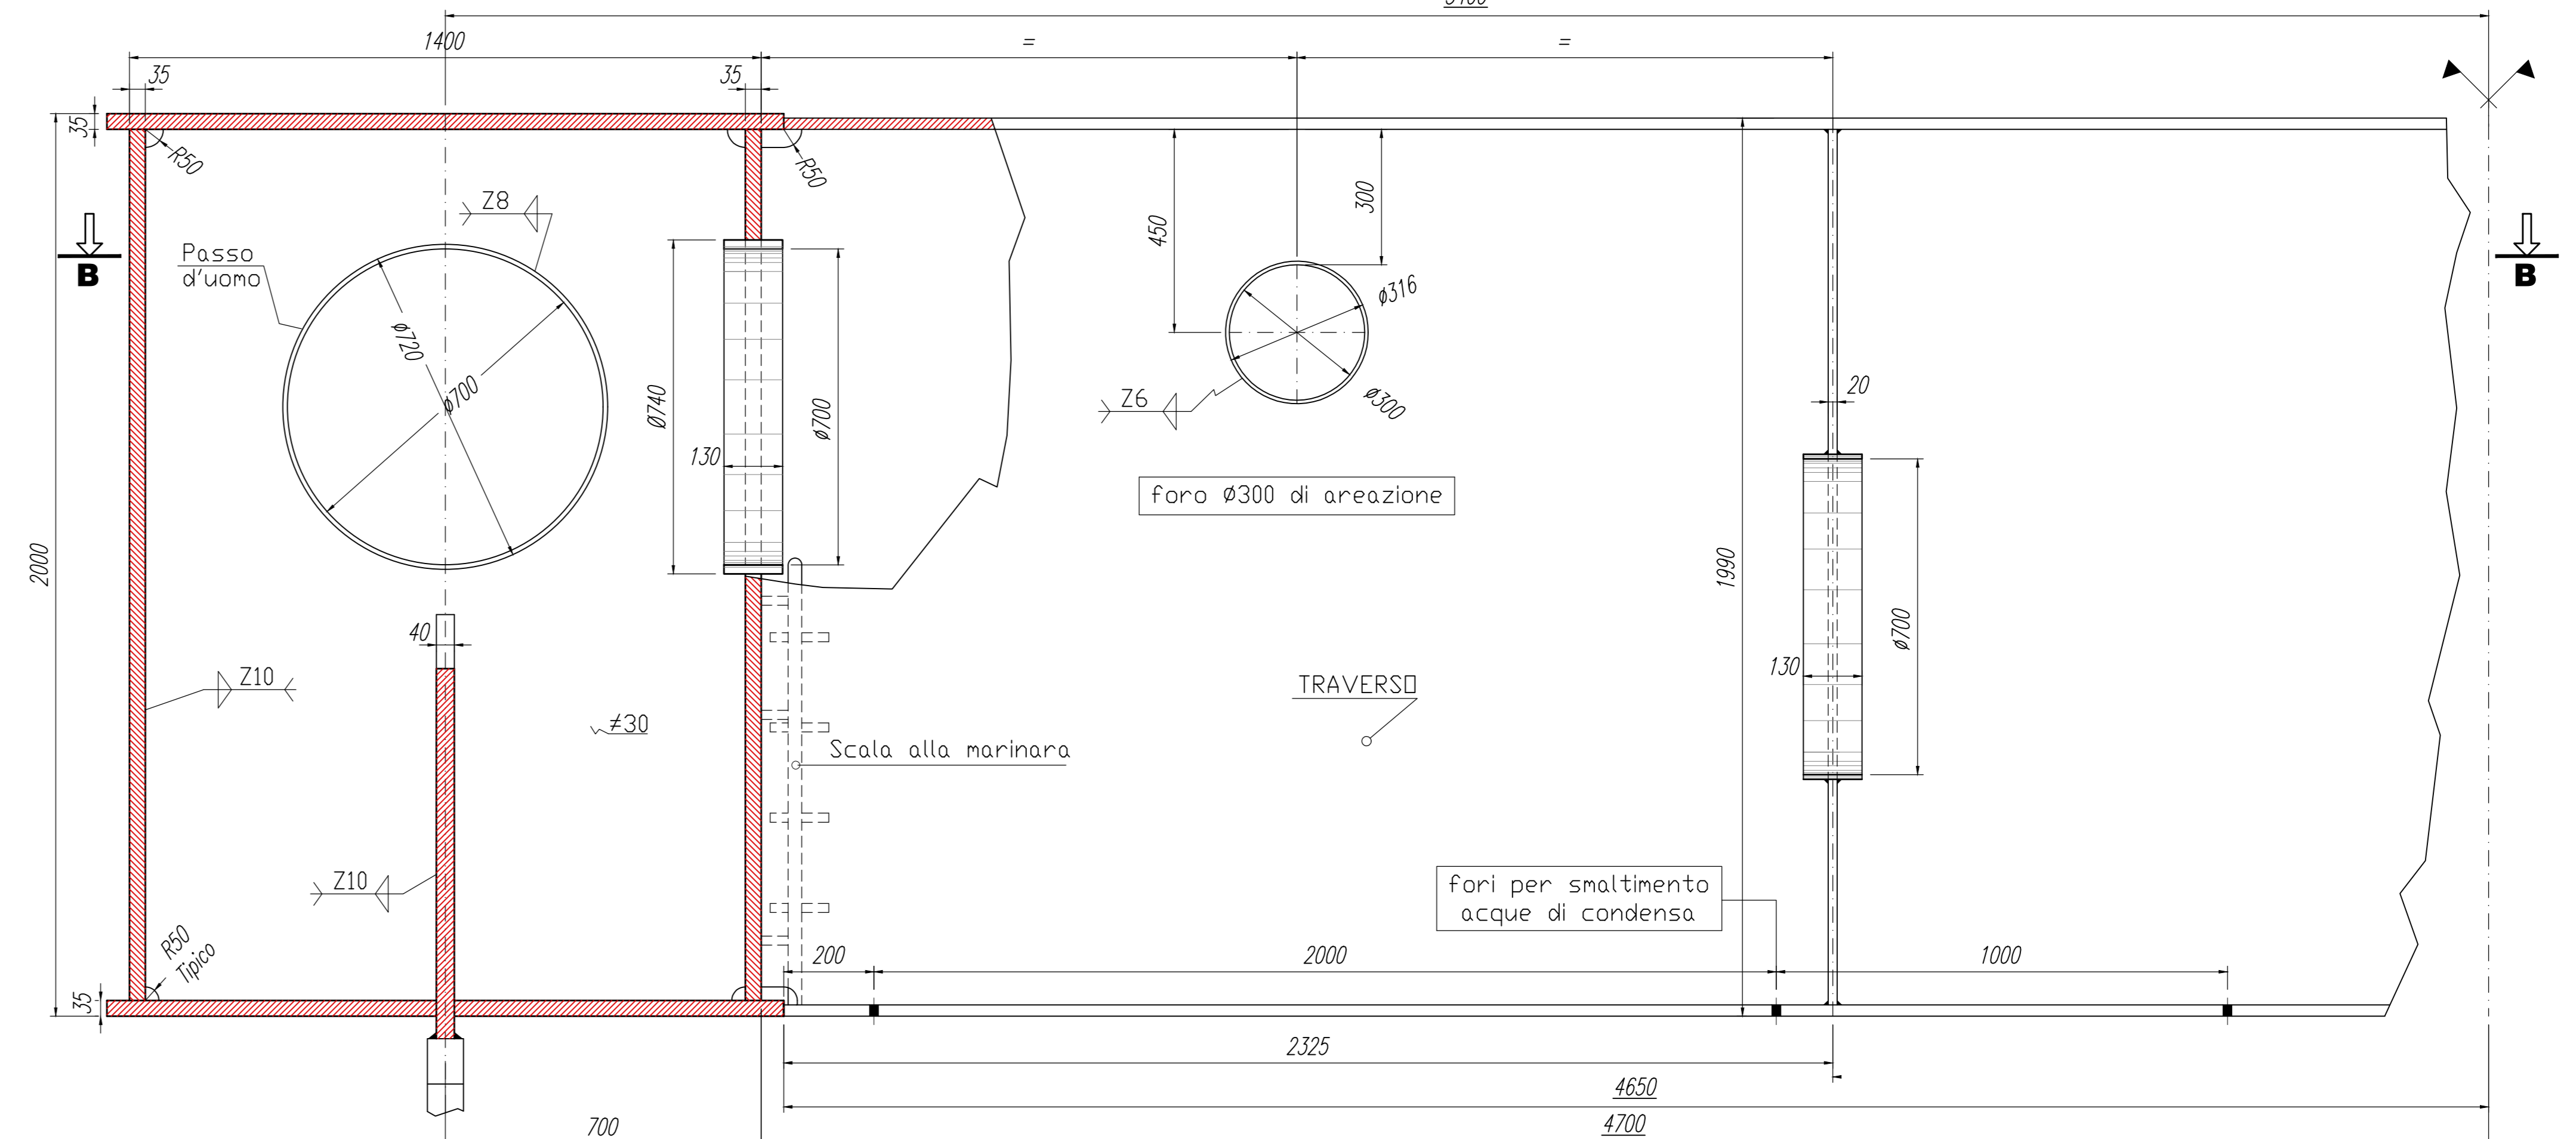 1400
=
=
35
35
35
R50
R50
300
450
Z8
Passo
d'uomo
B
B
ø316
ø720
ø700
Ø740
ø700
Z6
ø300
20
130
foro Ø300 di areazione
2000
1990
40
ø700
130
Z10
≠30
TRAVERSO
Scala alla marinara
Z10
fori per smaltimento
acque di condensa
R50
Tipico
200
2000
1000
35
2325
4650
700
4700